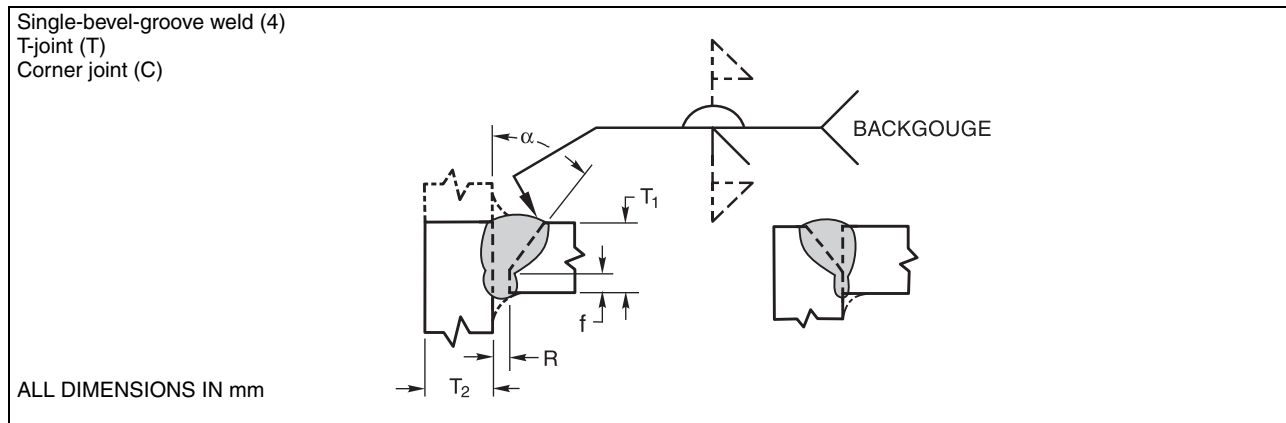 Single-bevel-groove weld (4)
T-joint (T)
Corner joint (C)
α
BACKGOUGE
T₁
f
R
T₂
ALL DIMENSIONS IN mm